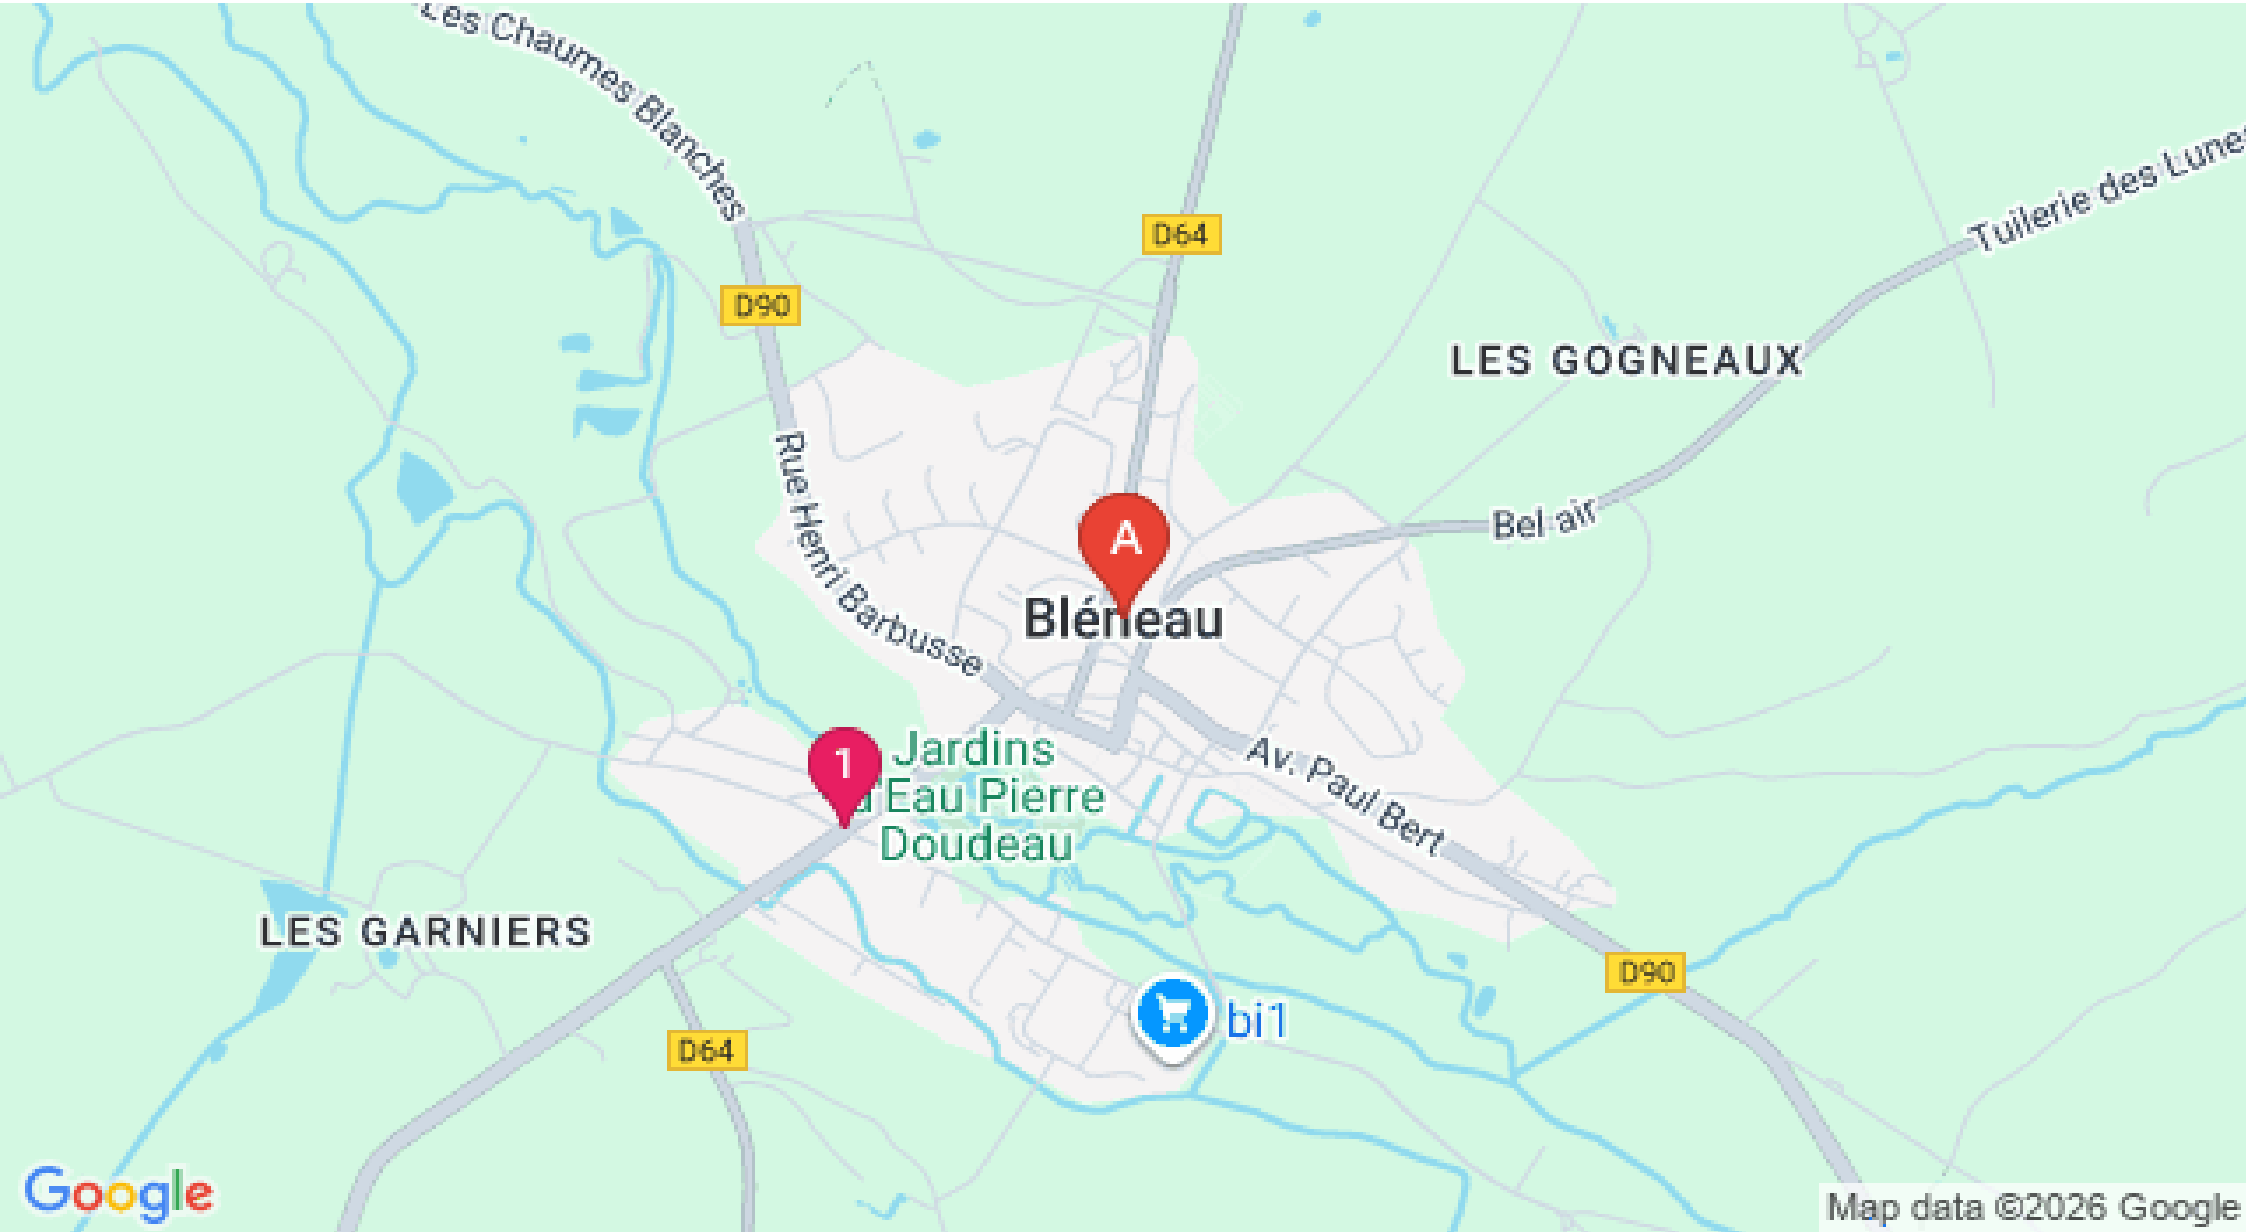 Les Chaumes Blanches
D64
Tuilerie des Lunes
D90
LES GOGNEAUX
Rue Henri Barbusse
A
Bel air
Bléneau
1
Jardins
d'Eau Pierre
Doudeau
Av. Paul Bert
LES GARNIERS
D90
bi1
D64
Google
Map data ©2026 Google